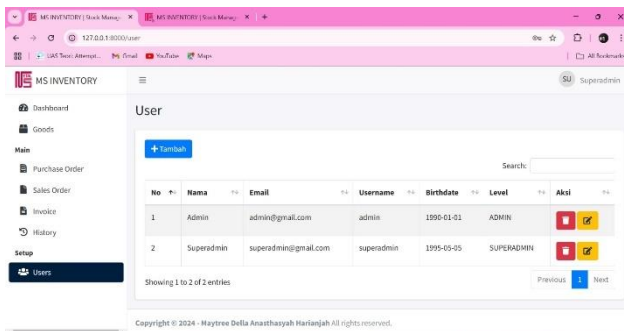 MS INVENTORY | Stock Manag
MS INVENTORY | Stock Manag
127.0.0.1:8000/user
UAS Teori: Attempt...
Gmail
YouTube
Maps
All Bookmarks
MS INVENTORY
SU Superadmin
Dashboard
Goods
Main
Purchase Order
Sales Order
Invoice
History
Setup
Users
User
+ Tambah
Search:
No Nama Email Username Birthdate Level Aksi
1 Admin admin@gmail.com admin 1990-01-01 ADMIN
2 Superadmin superadmin@gmail.com superadmin 1995-05-05 SUPERADMIN
Showing 1 to 2 of 2 entries
Previous 1 Next
Copyright © 2024 - Maytree Delia Anasthasyah Harianjah All rights reserved.